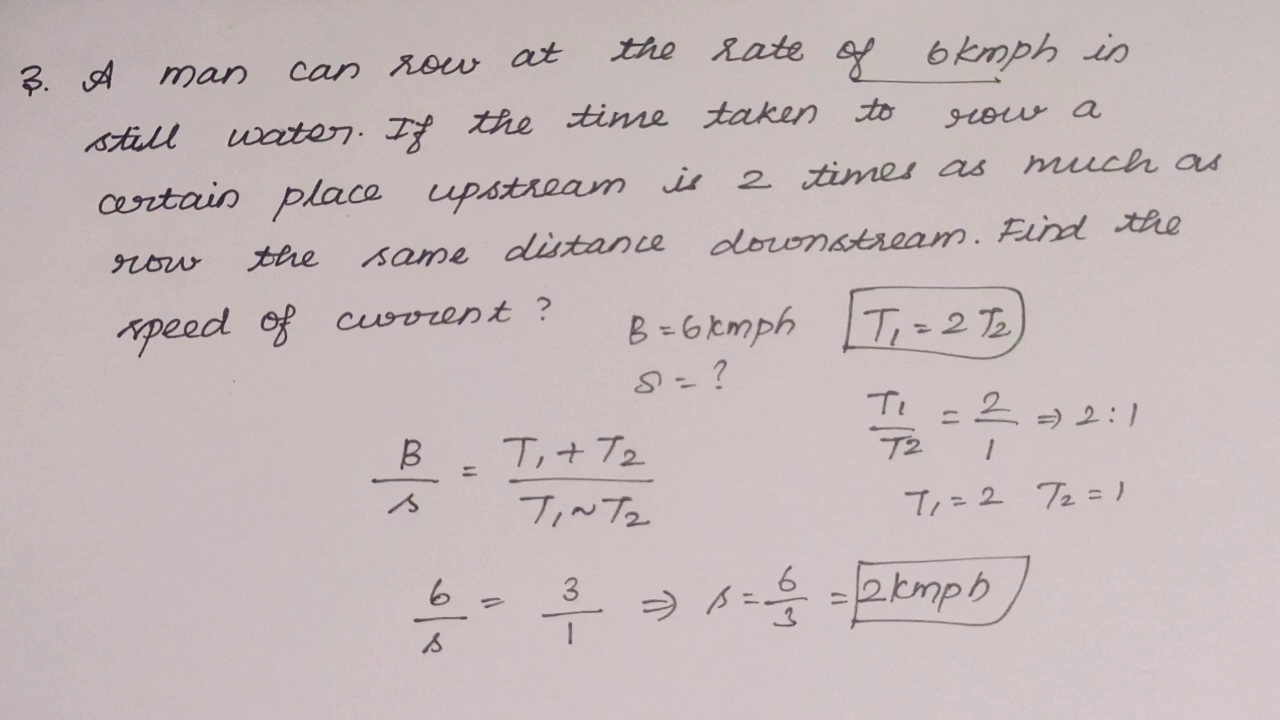 3. A man can row at the rate of 6kmph in
still water. If the time taken to row a
certain place upstream is 2 times as much as
row the same distance downstream. Find the
speed of current?
B = 6kmph
T₁ = 2 T₂
S = ?
T₁/T2 = 2/1 ⇒ 2:1
B/s = T₁ + T₂ / T₁ ~ T₂
T₁ = 2 T₂ = 1
6/s = 3/1 ⇒ s = 6/3 = 2kmph